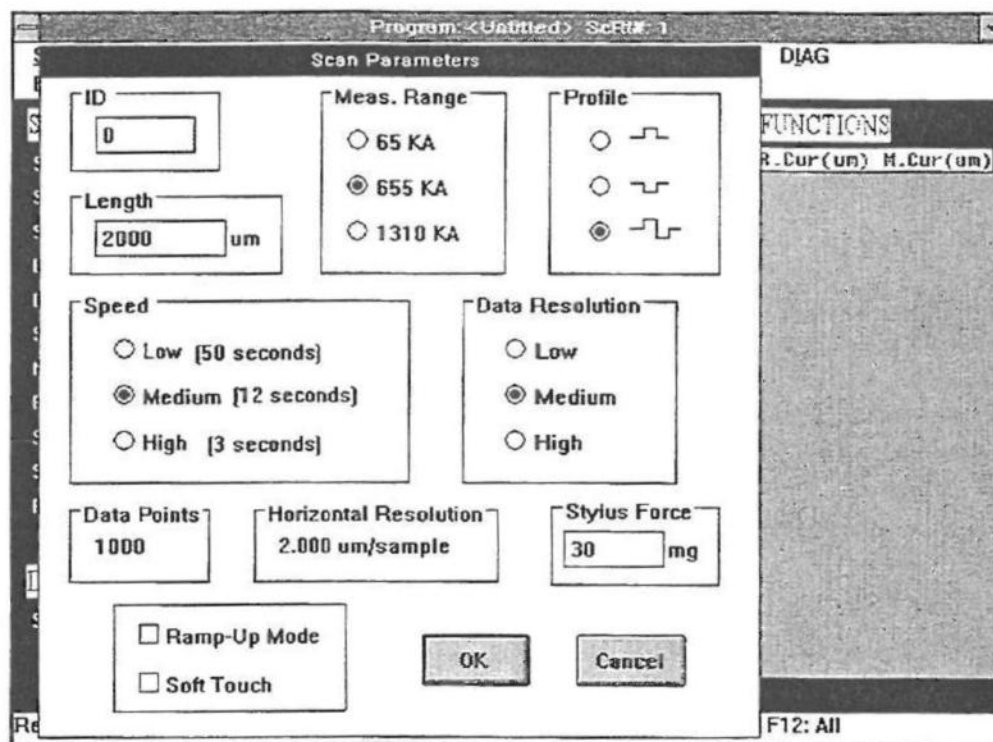 Program:<Untitled> ScRt#: 1
Scan Parameters
DIAG
ID
0
Meas. Range
65 KA
655 KA
1310 KA
Profile
FUNCTIONS
R.Cur(um) M.Cur(um)
Length
2000 um
Speed
Low (50 seconds)
Medium (12 seconds)
High (3 seconds)
Data Resolution
Low
Medium
High
Data Points
1000
Horizontal Resolution
2.000 um/sample
Stylus Force
30 mg
Ramp-Up Mode
Soft Touch
OK
Cancel
F12: All